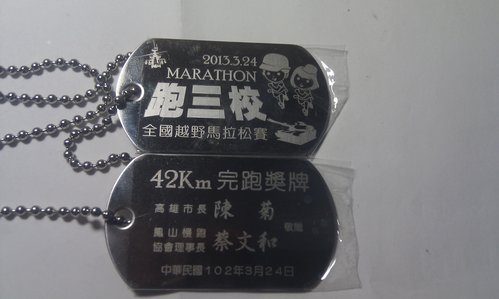 2013.3.24
MARATHON
跑三校
全國越野馬拉松賽
42Km 完跑獎牌
高雄市長 陳菊
鳳山慢跑
協會理事長 蔡文和 敬贈
中華民國102年3月24日